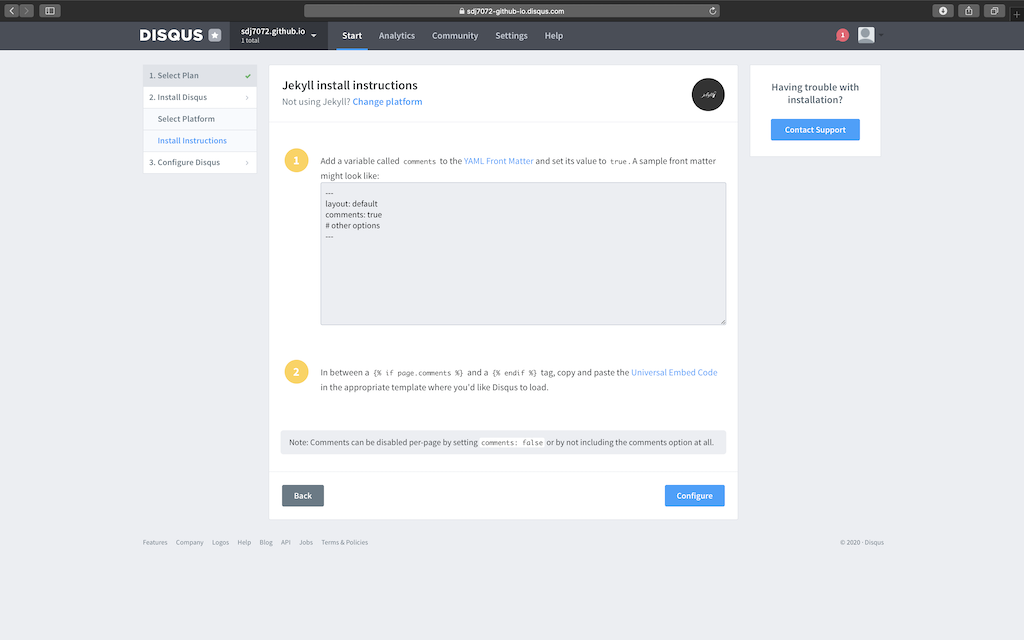 sdj7072-github-io.disqus.com
DISQUS
sdj7072.github.io
1 total
Start
Analytics
Community
Settings
Help
1
1. Select Plan
2. Install Disqus
Select Platform
Install Instructions
3. Configure Disqus
Jekyll install instructions
Not using Jekyll? Change platform
jekyll
1
Add a variable called comments to the YAML Front Matter and set its value to true. A sample front matter
might look like:
---
layout: default
comments: true
# other options
---
2
In between a {% if page.comments %} and a {% endif %} tag, copy and paste the Universal Embed Code
in the appropriate template where you'd like Disqus to load.
Note: Comments can be disabled per-page by setting comments: false or by not including the comments option at all.
Back
Configure
Having trouble with
installation?
Contact Support
Features
Company
Logos
Help
Blog
API
Jobs
Terms & Policies
© 2020 · Disqus